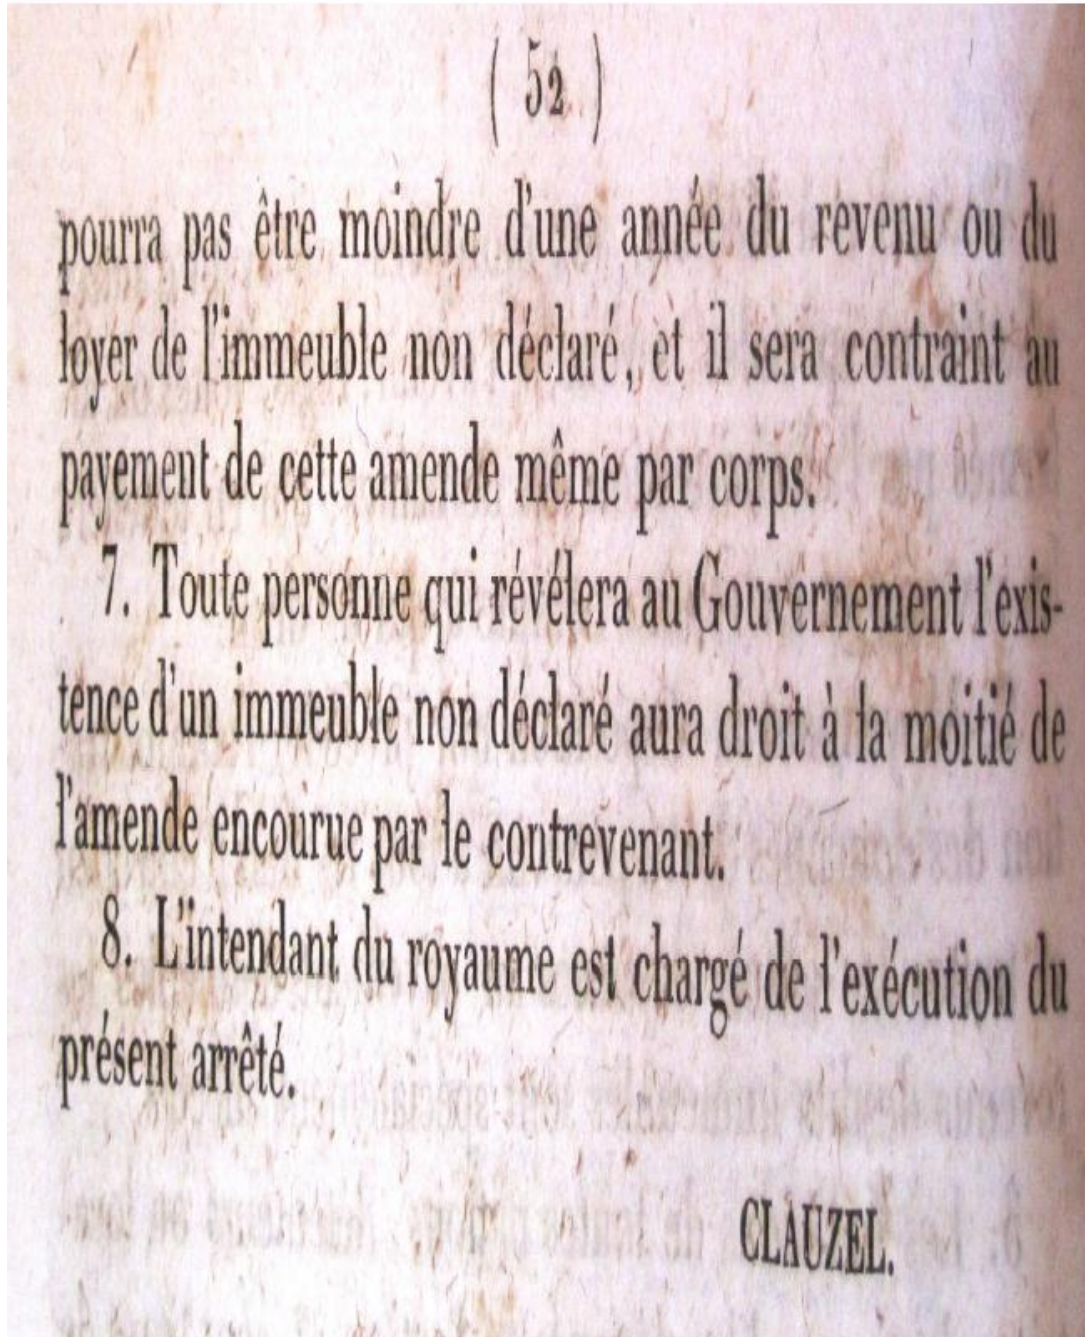 ( 52 )
pourra pas être moindre d'une année du revenu ou du
loyer de l'immeuble non déclaré, et il sera contraint au
payement de cette amende même par corps.
7. Toute personne qui révélera au Gouvernement l'exis-
tence d'un immeuble non déclaré aura droit à la moitié de
l'amende encourue par le contrevenant.
8. L'intendant du royaume est chargé de l'exécution du
présent arrêté.
CLAUZEL.